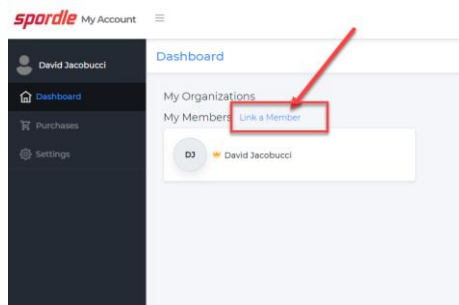 spordle My Account
David Jacobucci
Dashboard
Purchases
Settings
Dashboard
My Organizations
My Members Link a Member
DJ David Jacobucci